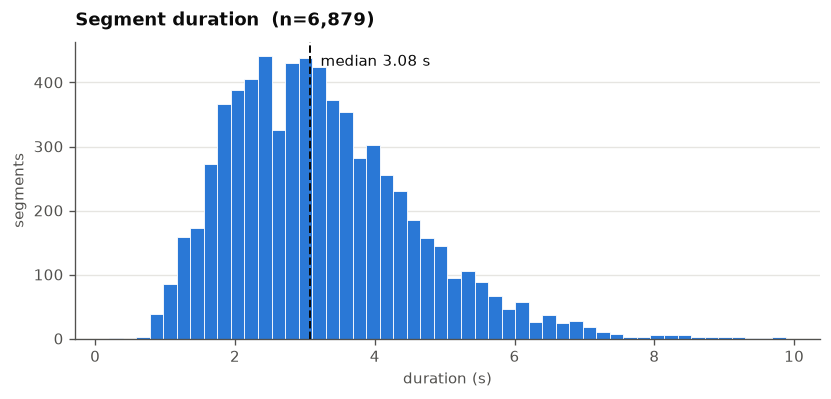 Segment duration  (n=6,879)
median 3.08 s
400
300
200
100
0
segments
0 2 4 6 8 10
duration (s)